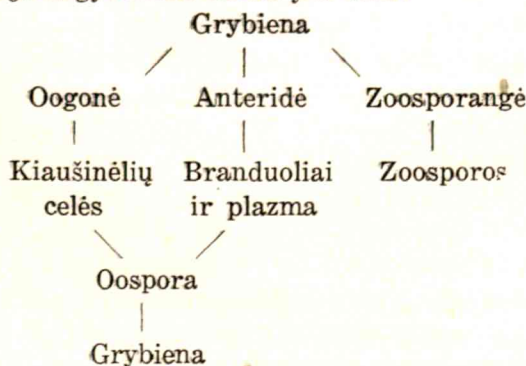 Grybiena
Oogonė Anteridė Zoosporangė
Kiaušinėlių Branduoliai Zoosporos
celės ir plazma
Oospora
Grybiena